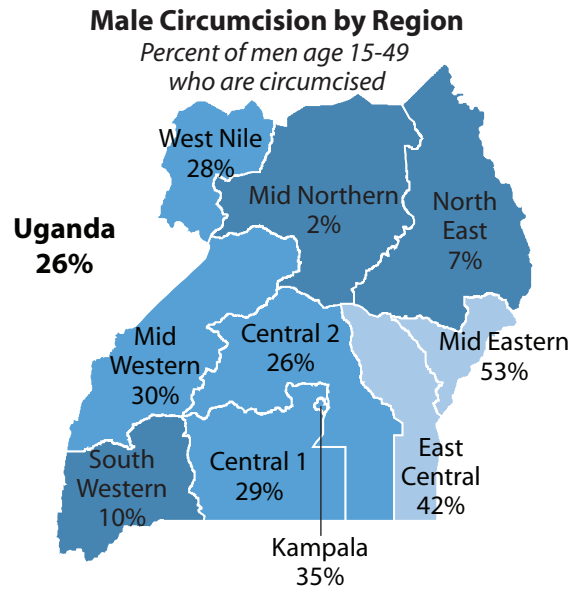 Male Circumcision by Region
Percent of men age 15-49
who are circumcised
West Nile
28%
Mid Northern
2%
North
East
7%
Uganda
26%
Mid
Western
30%
Central 2
26%
Mid Eastern
53%
South
Western
10%
Central 1
29%
East
Central
42%
Kampala
35%